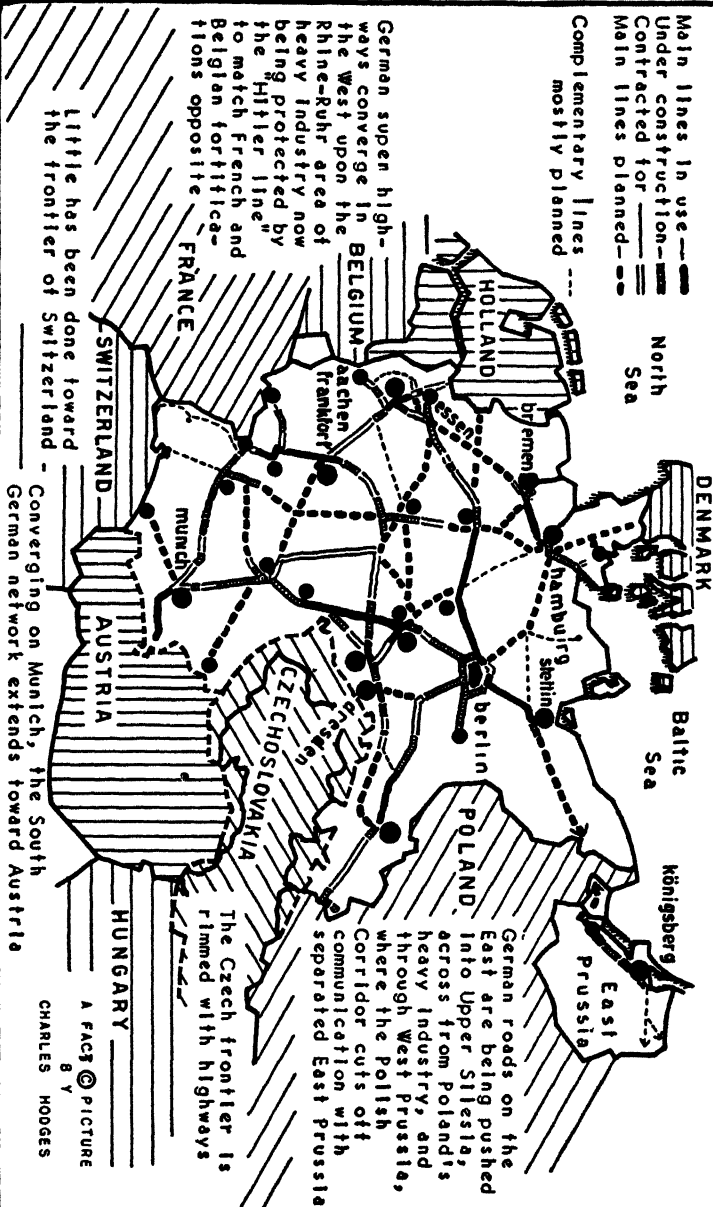 Main lines in use
Under construction
Contracted for
Main lines planned
Complementary lines
mostly planned
North
Sea
DENMARK
Baltic
Sea
königsberg
East
Prussia
HOLLAND
bremen
hambuirg
stettin
essen
berlin
POLAND
BELGIUM
aachen
frankfort
dresden
CZECHOSLOVAKIA
FRANCE
munich
SWITZERLAND
AUSTRIA
HUNGARY
German super high-
ways converge in
the West upon the
Rhine-Ruhr area of
heavy industry now
being protected by
the "Hitler line"
to match French and
Belgian fortifica-
tions opposite
German roads on the
East are being pushed
into Upper Silesia,
across from Poland's
heavy industry, and
through West Prussia,
where the Polish
Corridor cuts off
communication with
separated East Prussia
The Czech frontier is
rimmed with highways
Little has been done toward
the frontier of Switzerland
Converging on Munich, the South
German network extends toward Austria
A FACT © PICTURE
BY
CHARLES HODGES